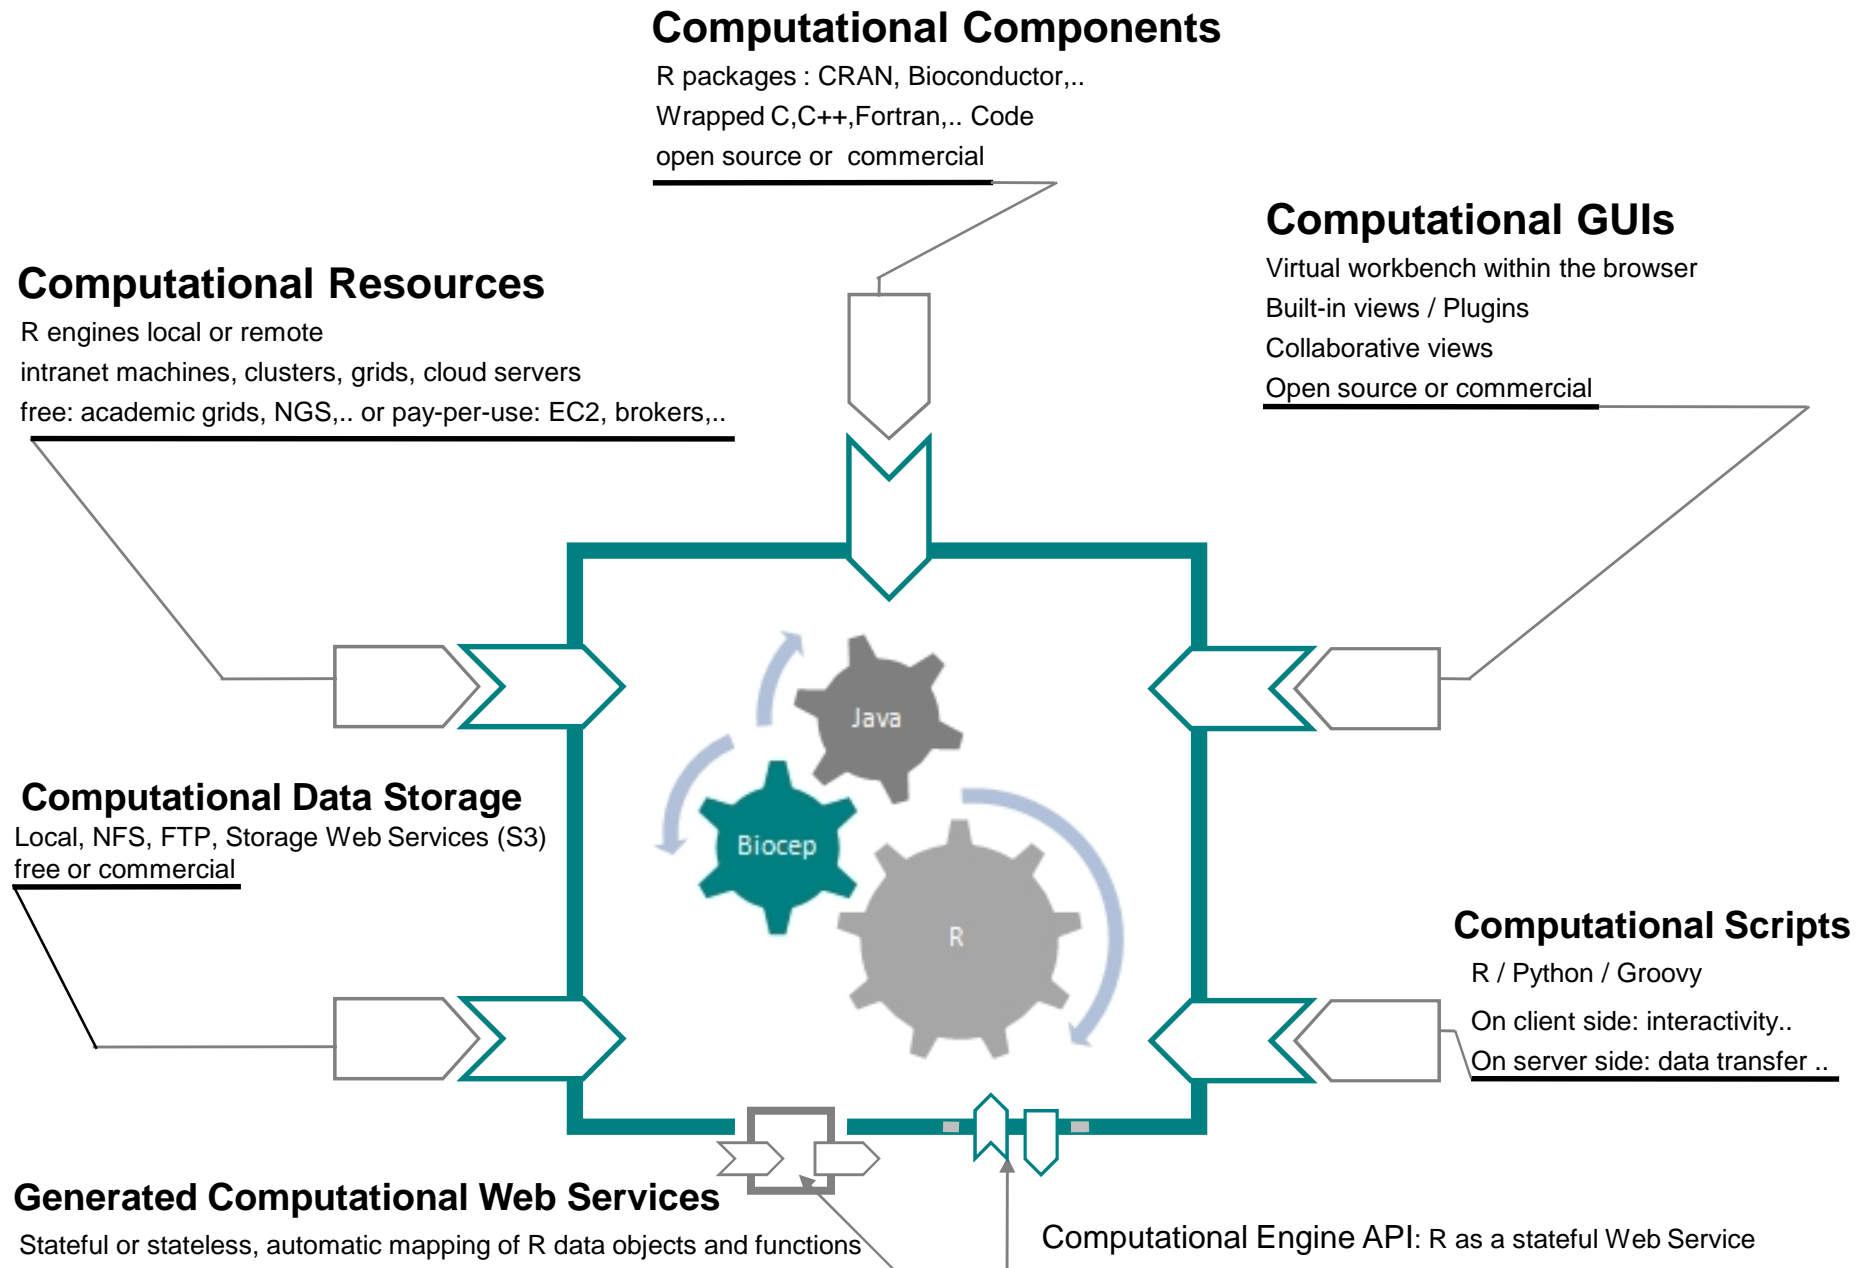 Computational Components
R packages : CRAN, Bioconductor,..
Wrapped C,C++,Fortran,.. Code
open source or commercial
Computational GUIs
Virtual workbench within the browser
Built-in views / Plugins
Collaborative views
Open source or commercial
Computational Resources
R engines local or remote
intranet machines, clusters, grids, cloud servers
free: academic grids, NGS,.. or pay-per-use: EC2, brokers,..
Java
Biocep
R
Computational Data Storage
Local, NFS, FTP, Storage Web Services (S3)
free or commercial
Computational Scripts
R / Python / Groovy
On client side: interactivity..
On server side: data transfer ..
Generated Computational Web Services
Stateful or stateless, automatic mapping of R data objects and functions
Computational Engine API: R as a stateful Web Service